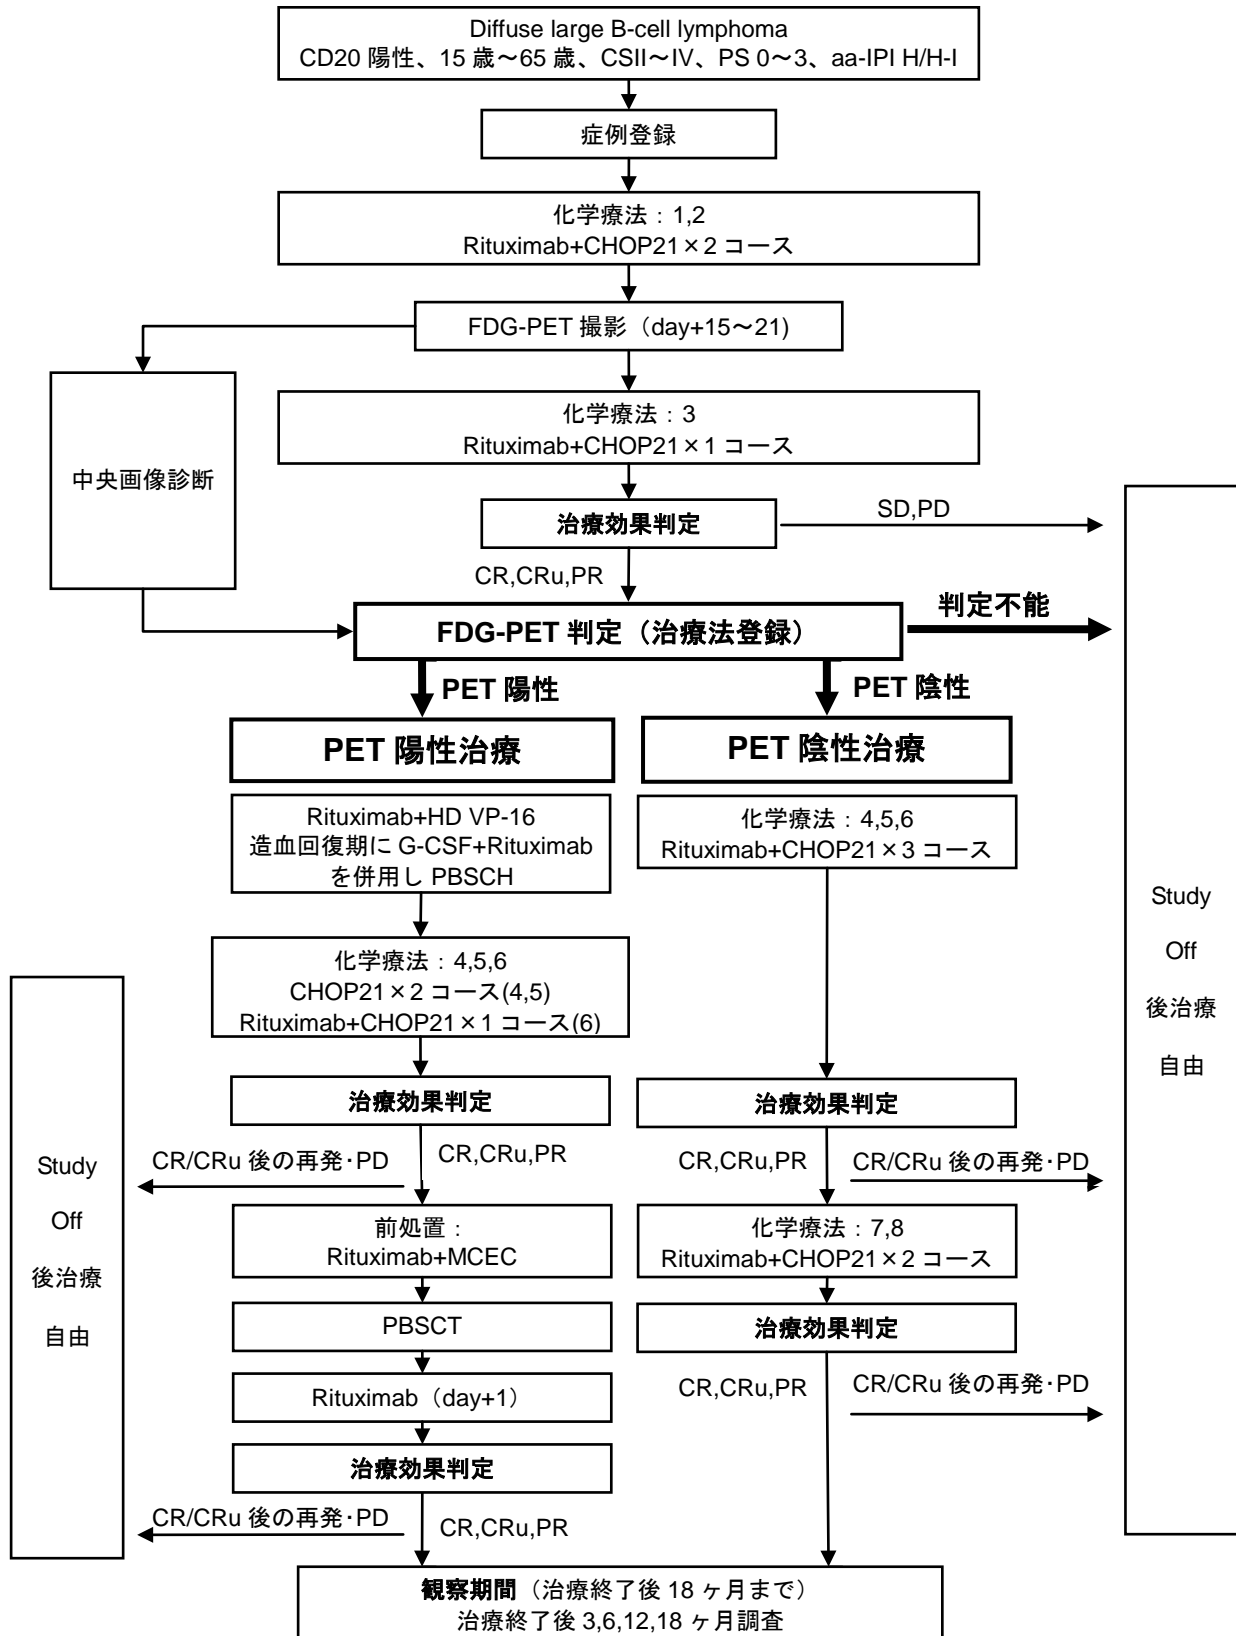 Diffuse large B-cell lymphoma
CD20 陽性、15 歳～65 歳、CSII～IV、PS 0～3、aa-IPI H/H-I
症例登録
化学療法：1,2
Rituximab+CHOP21×2 コース
FDG-PET 撮影（day+15～21)
化学療法：3
Rituximab+CHOP21×1 コース
中央画像診断
治療効果判定
SD,PD
CR,CRu,PR
FDG-PET 判定（治療法登録）
判定不能
PET 陽性
PET 陰性
PET 陽性治療
PET 陰性治療
Rituximab+HD VP-16
造血回復期に G-CSF+Rituximab
を併用し PBSCH
化学療法：4,5,6
Rituximab+CHOP21×3 コース
化学療法：4,5,6
CHOP21×2 コース(4,5)
Rituximab+CHOP21×1 コース(6)
治療効果判定
治療効果判定
CR/CRu 後の再発・PD
CR,CRu,PR
CR,CRu,PR
CR/CRu 後の再発・PD
前処置：
Rituximab+MCEC
化学療法：7,8
Rituximab+CHOP21×2 コース
PBSCT
治療効果判定
Rituximab（day+1）
CR,CRu,PR
CR/CRu 後の再発・PD
治療効果判定
CR/CRu 後の再発・PD
CR,CRu,PR
Study
Off
後治療
自由
Study
Off
後治療
自由
観察期間（治療終了後 18 ヶ月まで）
治療終了後 3,6,12,18 ヶ月調査